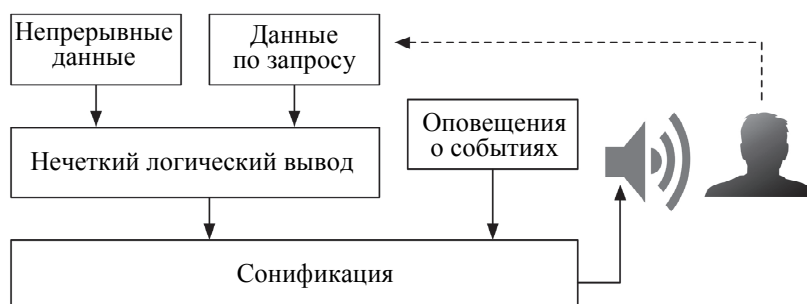 Непрерывные
данные
Данные
по запросу
Оповещения
о событиях
Нечеткий логический вывод
Сонификация